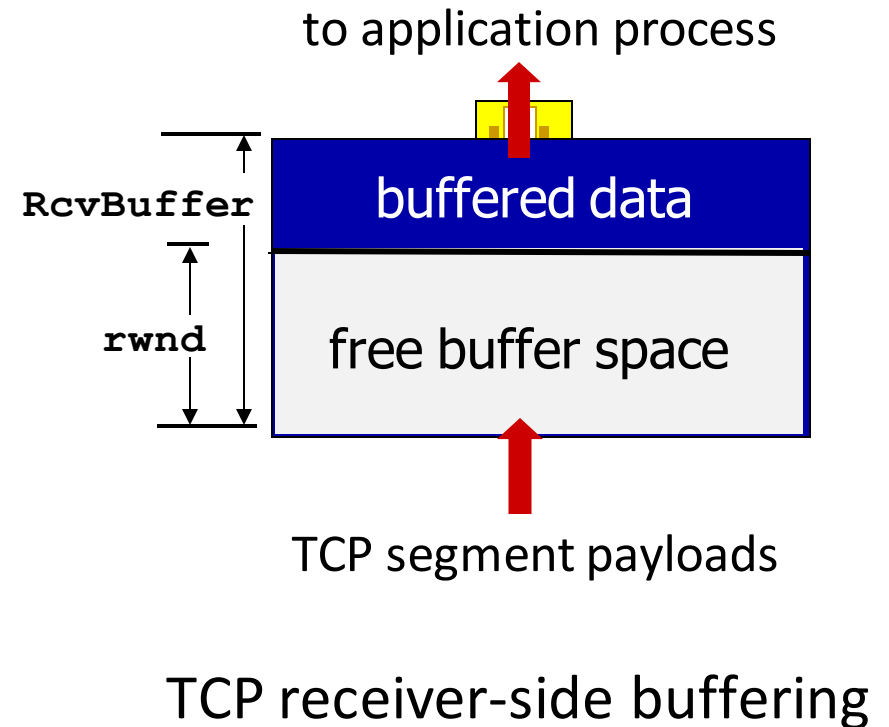 to application process
RcvBuffer
buffered data
rwnd
free buffer space
TCP segment payloads
TCP receiver-side buffering